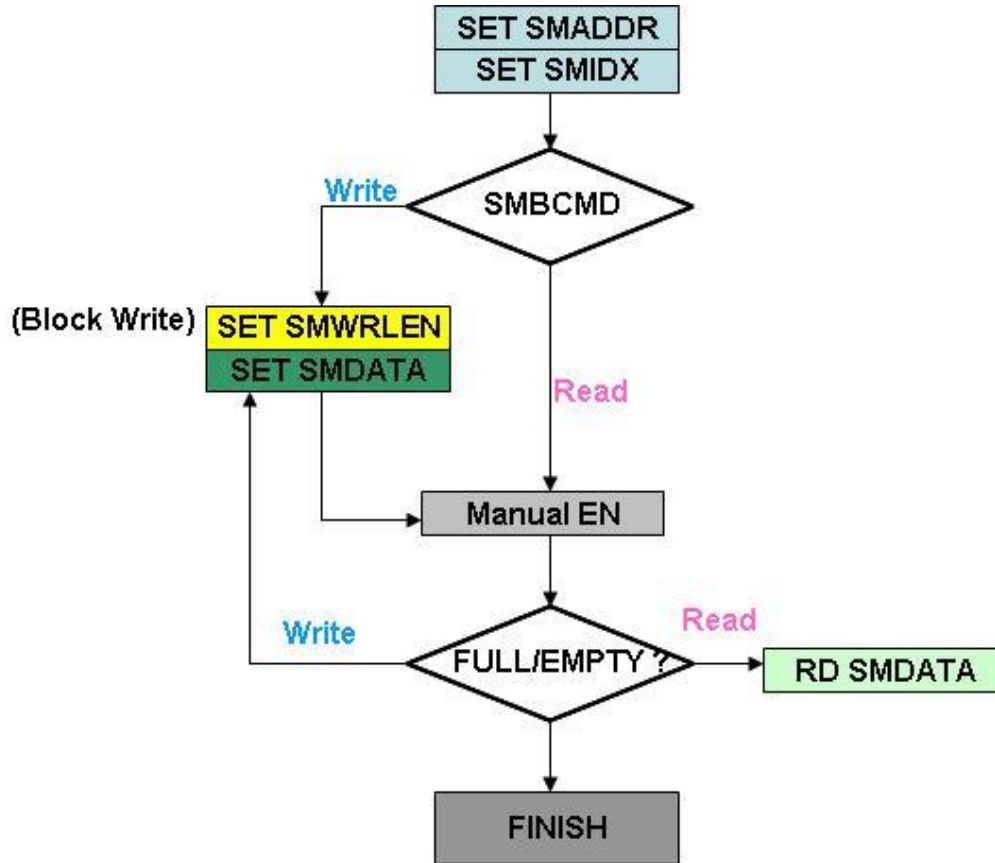 SET SMADDR
SET SMIDX
Write
SMBCMD
(Block Write)
SET SMWRLEN
SET SMDATA
Read
Manual EN
Write
FULL/EMPTY ?
Read
RD SMDATA
FINISH